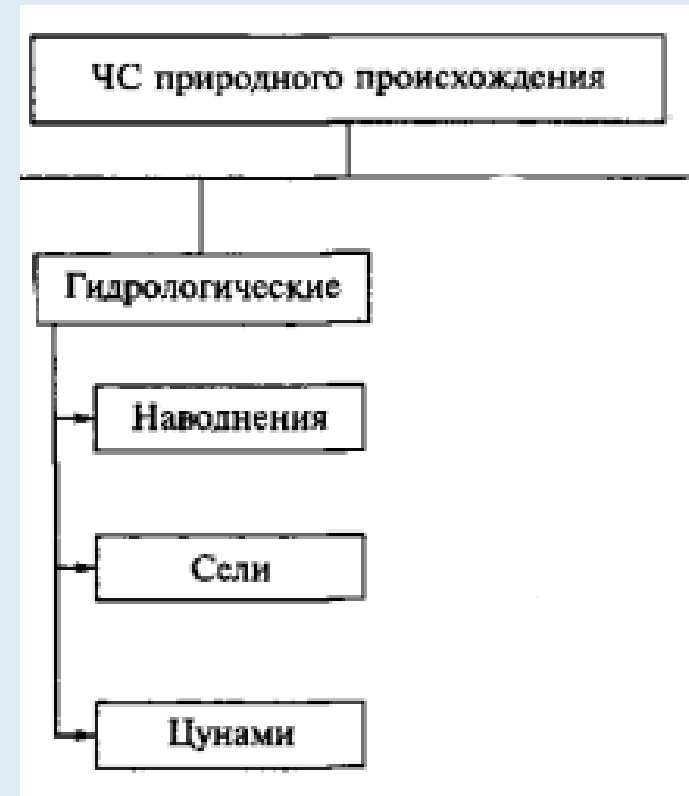 ЧС природного происхождения
Гидрологические
Наводнения
Сели
Цунами